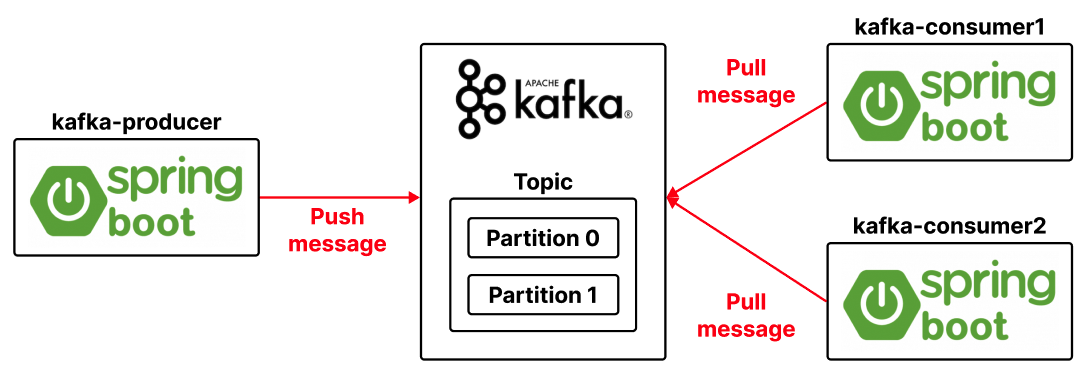 kafka-producer
spring
boot
Push
message
APACHE
kafka®
Topic
Partition 0
Partition 1
Pull
message
kafka-consumer1
spring
boot
Pull
message
kafka-consumer2
spring
boot